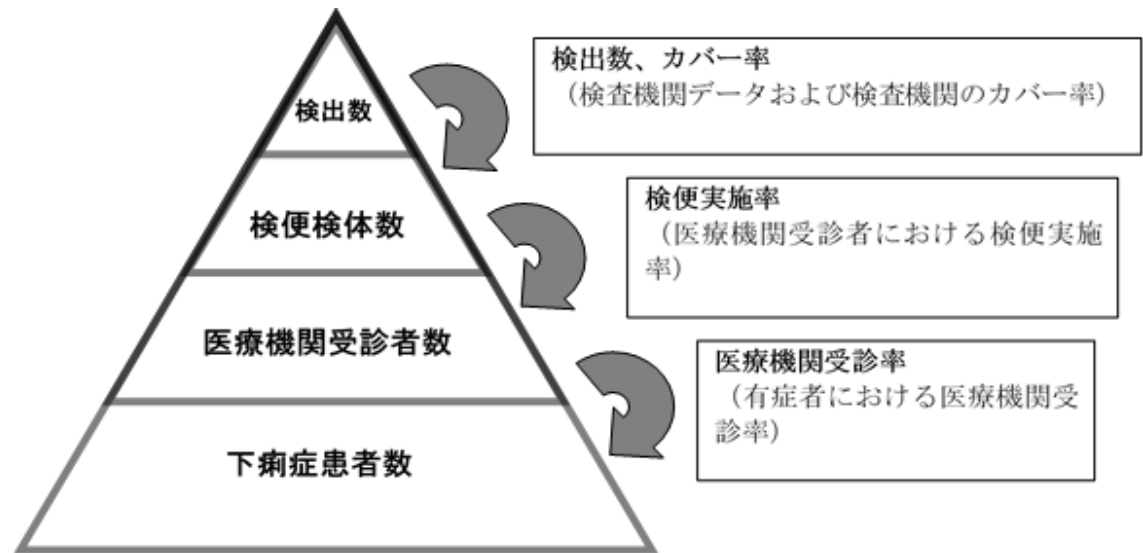 検出数
検便検体数
医療機関受診者数
下痢症患者数
検出数、カバー率
（検査機関データおよび検査機関のカバー率）
検便実施率
（医療機関受診者における検便実施
率）
医療機関受診率
（有症者における医療機関受
診率）